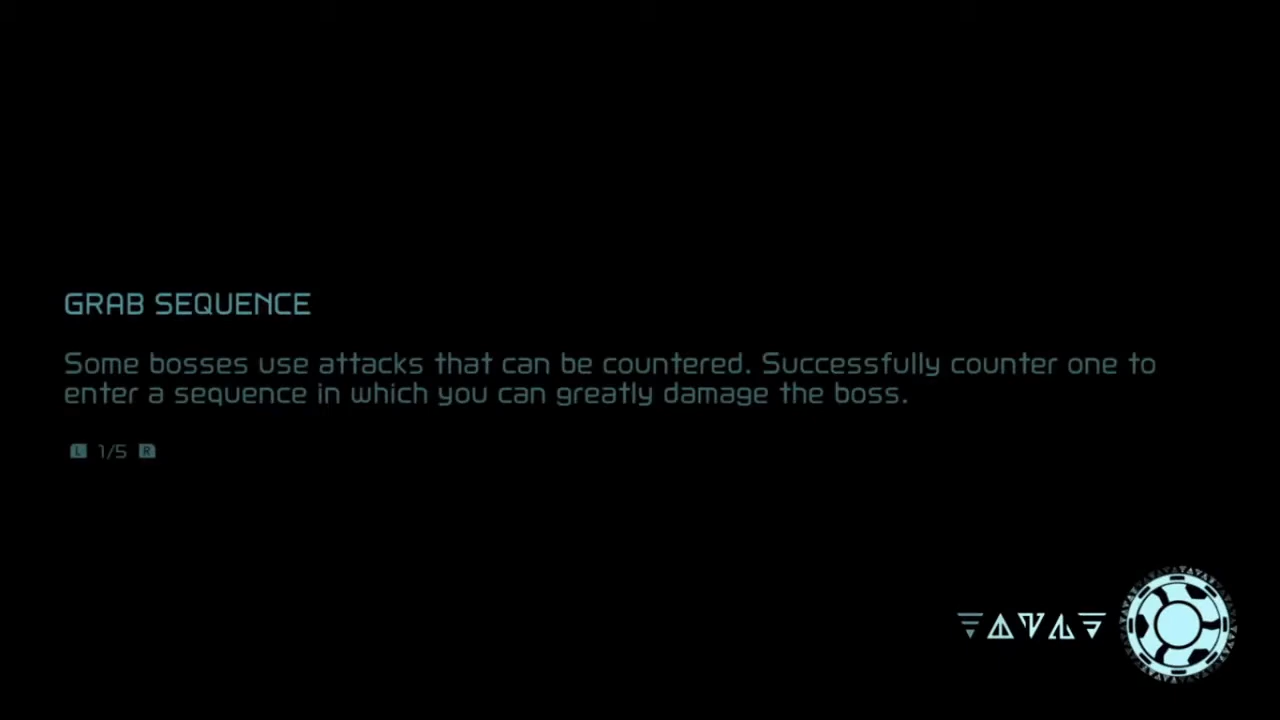 GRAB SEQUENCE
Some bosses use attacks that can be countered. Successfully counter one to
enter a sequence in which you can greatly damage the boss.
L 1/5 R